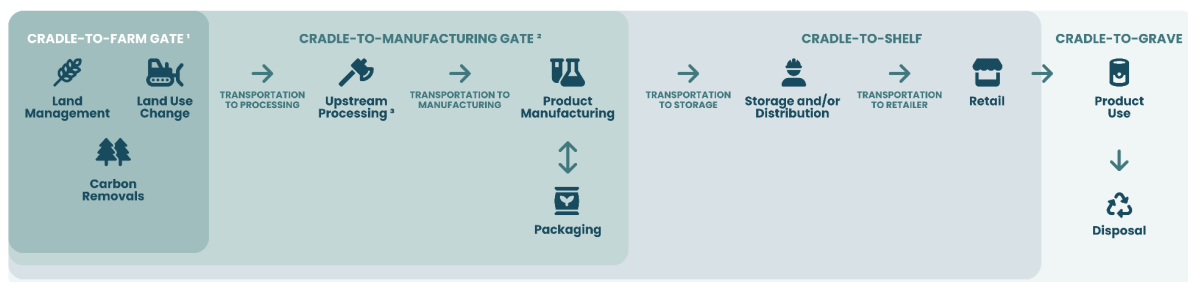 CRADLE-TO-FARM GATE ¹
Land
Management
Land Use
Change
Carbon
Removals
CRADLE-TO-MANUFACTURING GATE ²
TRANSPORTATION
TO PROCESSING
Upstream
Processing ³
TRANSPORTATION TO
MANUFACTURING
Product
Manufacturing
Packaging
CRADLE-TO-SHELF
TRANSPORTATION
TO STORAGE
Storage and/or
Distribution
TRANSPORTATION
TO RETAILER
Retail
CRADLE-TO-GRAVE
Product
Use
Disposal